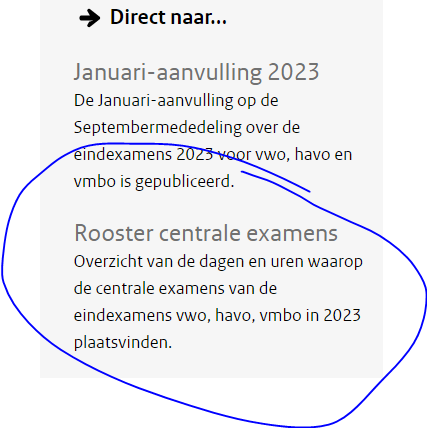 Direct naar...
Januari-aanvulling 2023
De Januari-aanvulling op de
Septembermededeling over de
eindexamens 2023 voor vwo, havo en
vmbo is gepubliceerd.
Rooster centrale examens
Overzicht van de dagen en uren waarop
de centrale examens van de
eindexamens vwo, havo, vmbo in 2023
plaatsvinden.